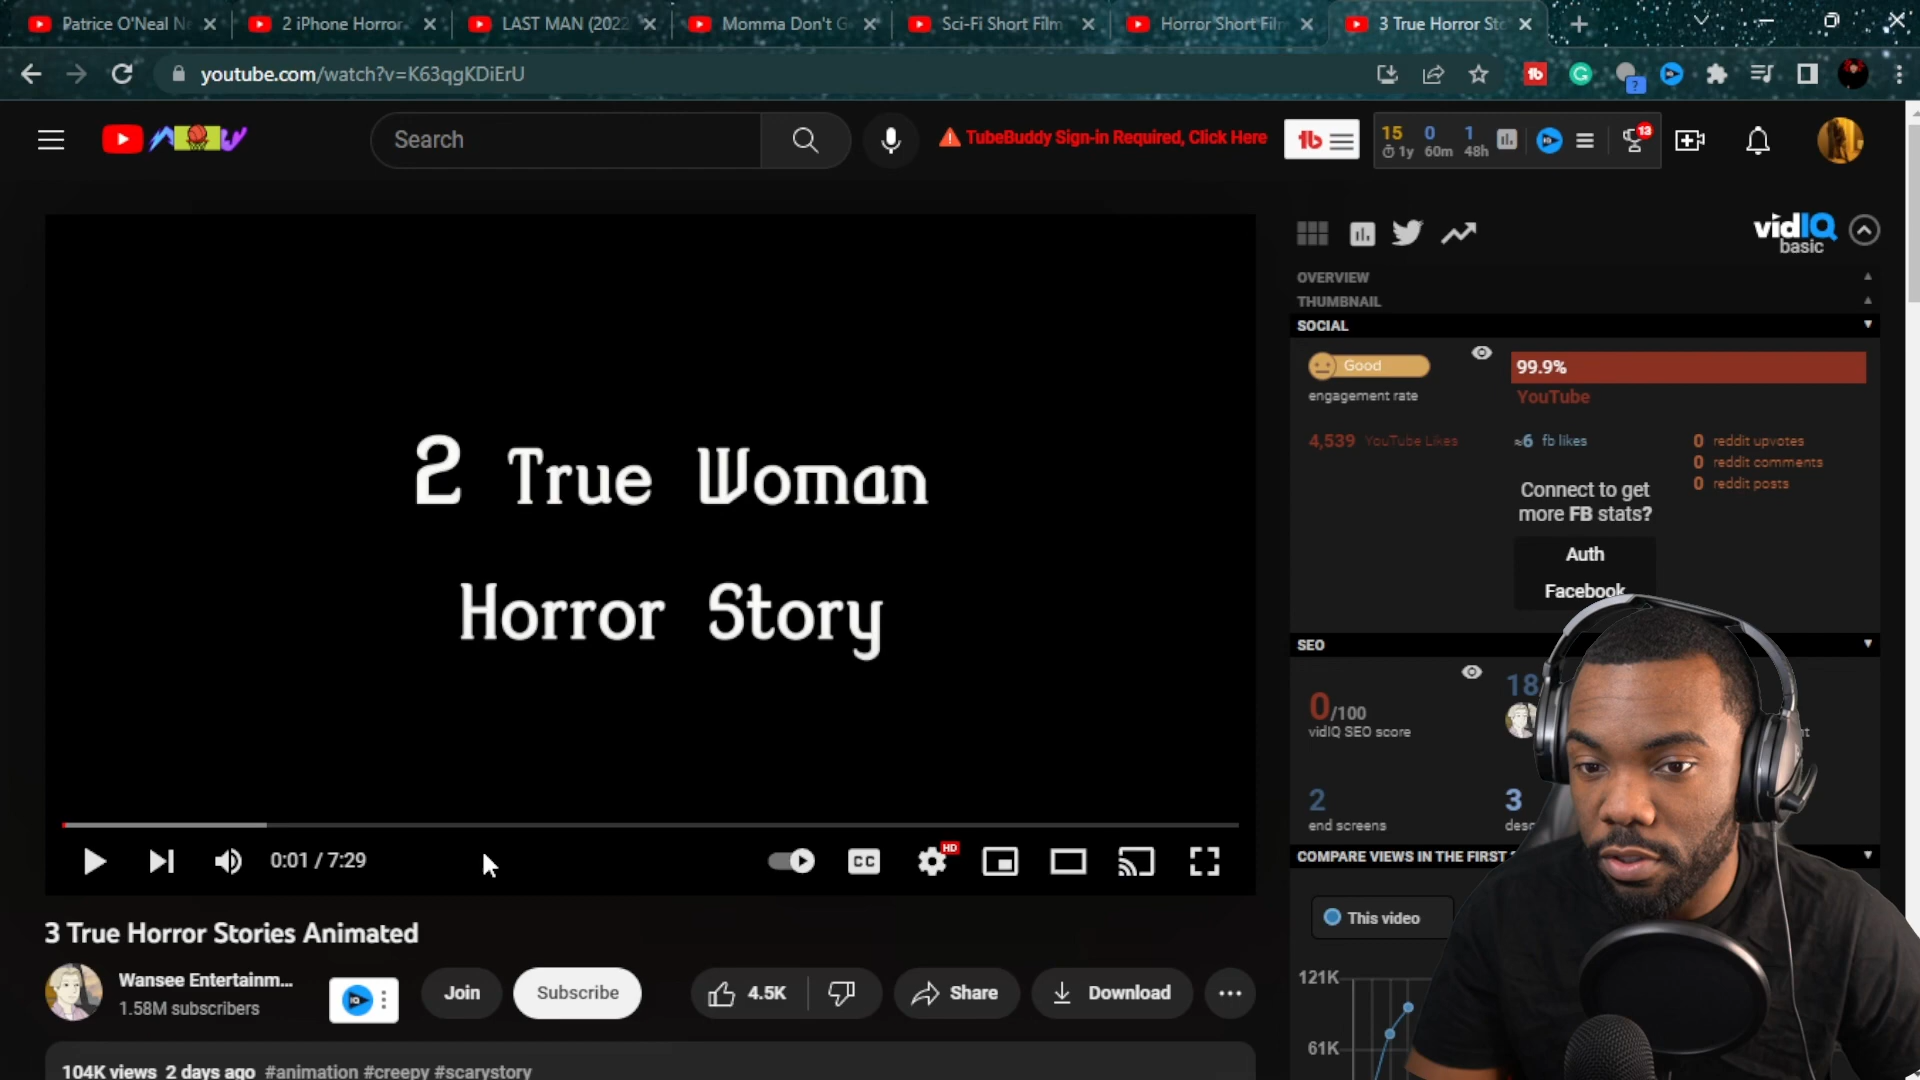 Patrice O'Neal
2 iPhone Horror
LAST MAN (2022
Momma Don't
Sci-Fi Short Film
Horror Short Film
3 True Horror
youtube.com/watch?v=K63qgKDiErU
Search
TubeBuddy Sign-in Required, Click Here
15 0 1
1y 60m 48h
13
vidIQ
basic
OVERVIEW
THUMBNAIL
SOCIAL
Good
99.9%
engagement rate
YouTube
4,539 YouTube Likes
≈6 fb likes
0 reddit upvotes
0 reddit comments
0 reddit posts
Connect to get
more FB stats?
Auth
Facebook
2 True Woman
Horror Story
SEO
0/100
18
vidIQ SEO score
2
3
end screens
desc
COMPARE VIEWS IN THE FIRST
0:01 / 7:29
CC
HD
This video
121K
61K
3 True Horror Stories Animated
Wansee Entertainm...
1.58M subscribers
Join
Subscribe
4.5K
Share
Download
104K views 2 days ago #animation #creepy #scarystory